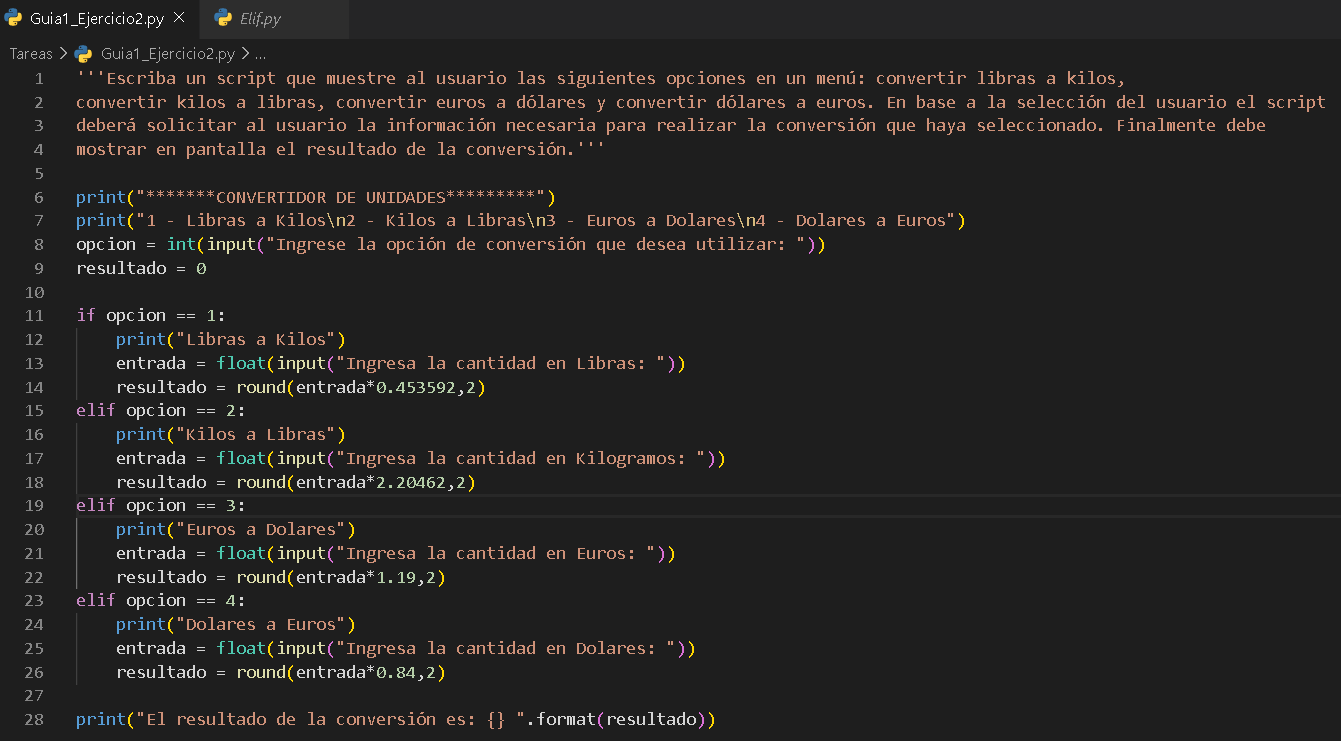 Guia1_Ejercicio2.py × Elif.py
Tareas > Guia1_Ejercicio2.py > ...
1 '''Escriba un script que muestre al usuario las siguientes opciones en un menú: convertir libras a kilos,
2 convertir kilos a libras, convertir euros a dólares y convertir dólares a euros. En base a la selección del usuario el script
3 deberá solicitar al usuario la información necesaria para realizar la conversión que haya seleccionado. Finalmente debe
4 mostrar en pantalla el resultado de la conversión.'''
5
6 print("*******CONVERTIDOR DE UNIDADES*********")
7 print("1 - Libras a Kilos\n2 - Kilos a Libras\n3 - Euros a Dolares\n4 - Dolares a Euros")
8 opcion = int(input("Ingrese la opción de conversión que desea utilizar: "))
9 resultado = 0
10
11 if opcion == 1:
12     print("Libras a Kilos")
13     entrada = float(input("Ingresa la cantidad en Libras: "))
14     resultado = round(entrada*0.453592,2)
15 elif opcion == 2:
16     print("Kilos a Libras")
17     entrada = float(input("Ingresa la cantidad en Kilogramos: "))
18     resultado = round(entrada*2.20462,2)
19 elif opcion == 3:
20     print("Euros a Dolares")
21     entrada = float(input("Ingresa la cantidad en Euros: "))
22     resultado = round(entrada*1.19,2)
23 elif opcion == 4:
24     print("Dolares a Euros")
25     entrada = float(input("Ingresa la cantidad en Dolares: "))
26     resultado = round(entrada*0.84,2)
27
28 print("El resultado de la conversión es: {} ".format(resultado))